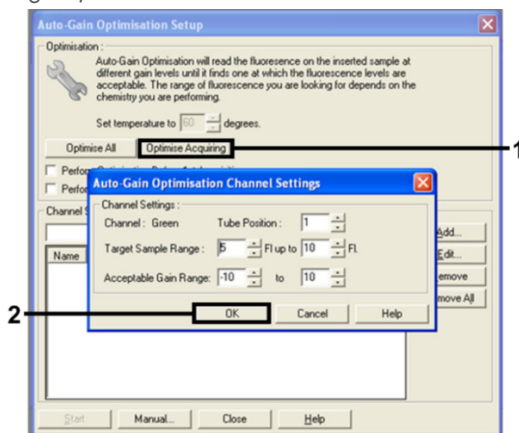 Auto-Gain Optimisation Setup
Optimisation :
Auto-Gain Optimisation will read the fluoresence on the inserted sample at
different gain levels until it finds one at which the fluorescence levels are
acceptable. The range of fluorescence you are looking for depends on the
chemistry you are performing.
Set temperature to 60 degrees.
Optimise All Optimise Acquiring 1
Auto-Gain Optimisation Channel Settings
Channel Settings :
Channel : Green Tube Position : 1
Target Sample Range : 5 Fl up to 10 Fl.
Acceptable Gain Range: -10 to 10
2 OK Cancel Help
Name
Add...
Edit...
Start Manual... Close Help